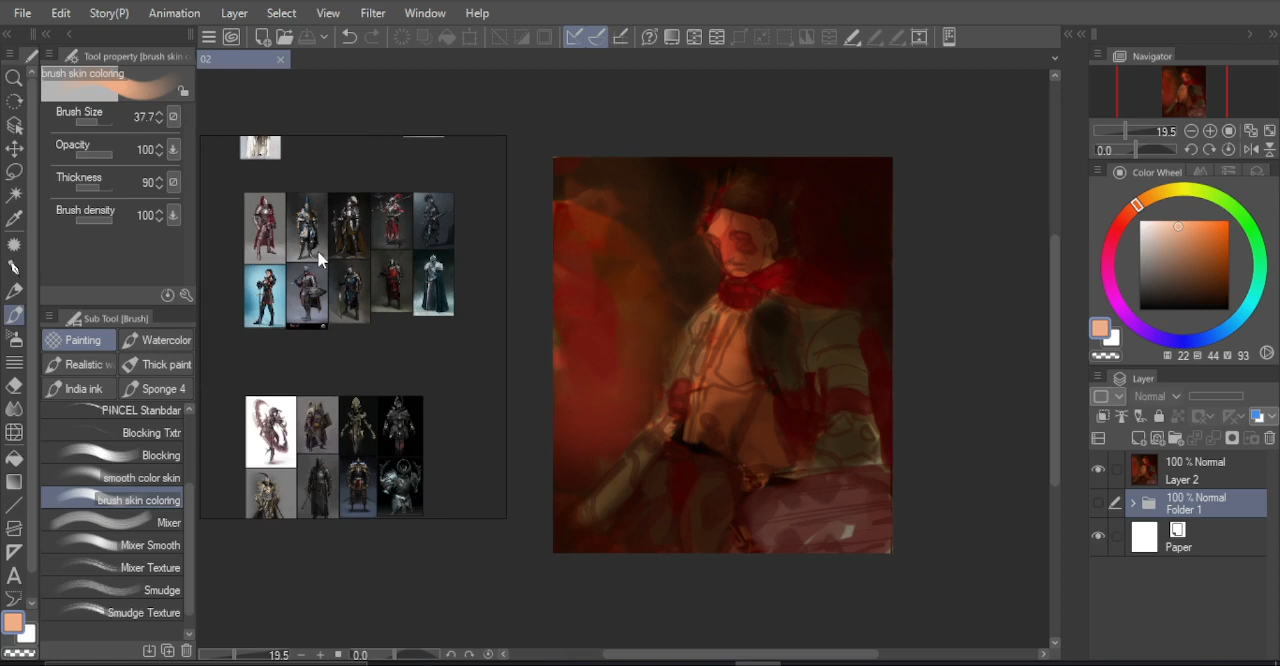 File Edit Story(P) Animation Layer Select View Filter Window Help
Tool property [brush skin c
02
Navigator
brush skin coloring
Brush Size 37.7
Opacity 100
Thickness 90
Brush density 100
19.5
0.0
Color Wheel
Sub Tool [Brush]
Painting Watercolor
Realistic w Thick paint
India ink Sponge 4
PINCEL Stanbdar
Blocking Txtr
Blocking
smooth color skin
brush skin coloring
Mixer
Mixer Smooth
Mixer Texture
Smudge
Smudge Texture
H 22 S 44 V 93
Layer
Normal
100 % Normal
Layer 2
100 % Normal
Folder 1
Paper
A
19.5 0.0